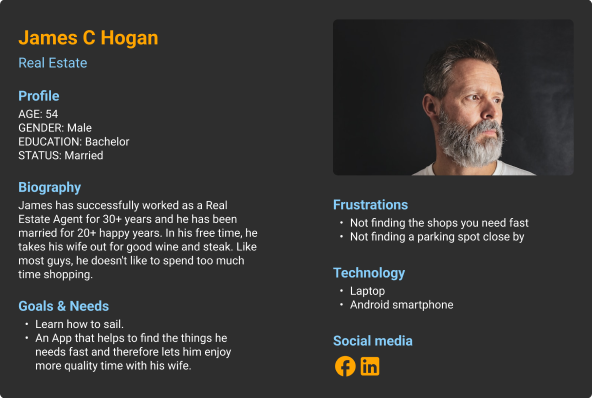 James C Hogan
Real Estate
Profile
AGE: 54
GENDER: Male
EDUCATION: Bachelor
STATUS: Married
Biography
James has successfully worked as a Real
Estate Agent for 30+ years and he has been
married for 20+ happy years. In his free time, he
takes his wife out for good wine and steak. Like
most guys, he doesn't like to spend too much
time shopping.
Goals & Needs
• Learn how to sail.
• An App that helps to find the things he
needs fast and therefore lets him enjoy
more quality time with his wife.
Frustrations
• Not finding the shops you need fast
• Not finding a parking spot close by
Technology
• Laptop
• Android smartphone
Social media
f in